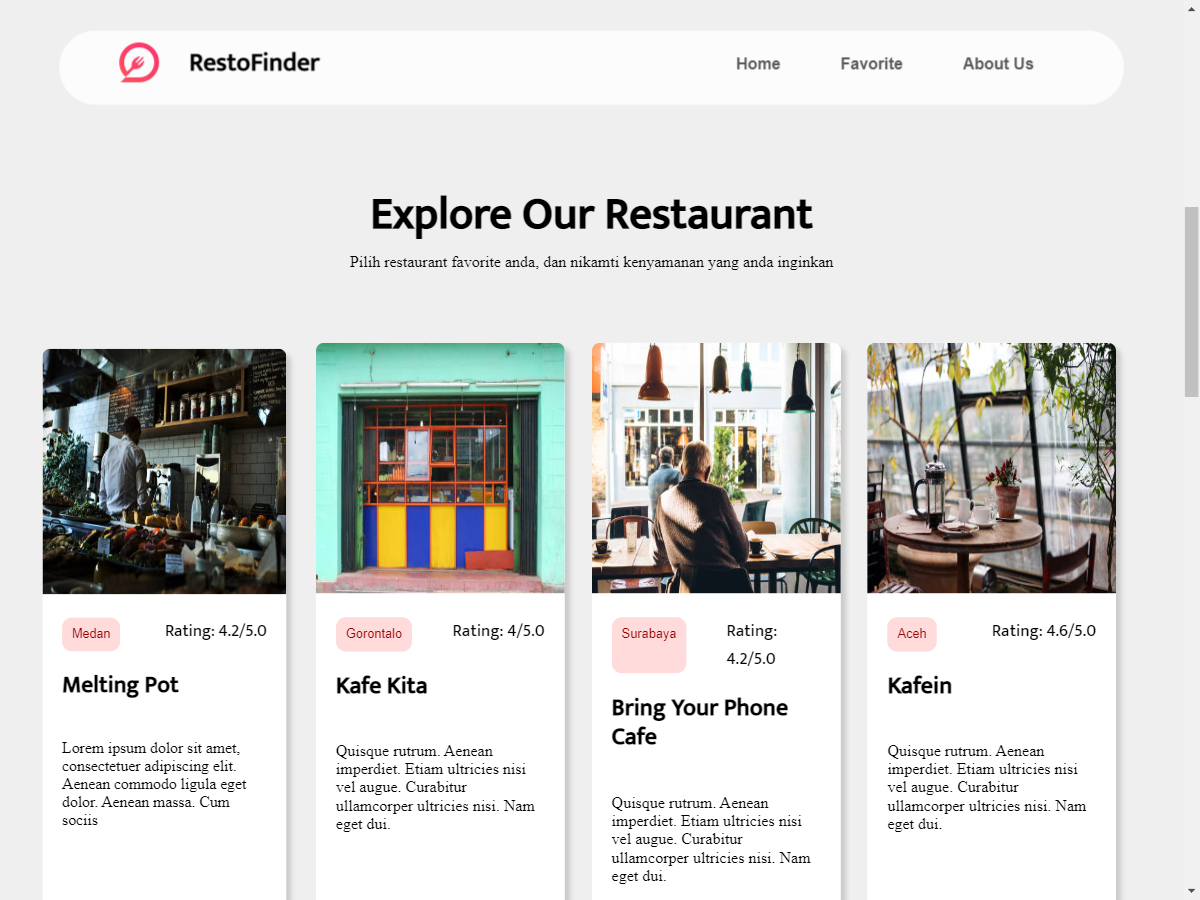 RestoFinder
Home
Favorite
About Us
Explore Our Restaurant
Pilih restaurant favorite anda, dan nikamti kenyamanan yang anda inginkan
Medan
Rating: 4.2/5.0
Melting Pot
Lorem ipsum dolor sit amet,
consectetuer adipiscing elit.
Aenean commodo ligula eget
dolor. Aenean massa. Cum
sociis
Gorontalo
Rating: 4/5.0
Kafe Kita
Quisque rutrum. Aenean
imperdiet. Etiam ultricies nisi
vel augue. Curabitur
ullamcorper ultricies nisi. Nam
eget dui.
Surabaya
Rating:
4.2/5.0
Bring Your Phone
Cafe
Quisque rutrum. Aenean
imperdiet. Etiam ultricies nisi
vel augue. Curabitur
ullamcorper ultricies nisi. Nam
eget dui.
Aceh
Rating: 4.6/5.0
Kafein
Quisque rutrum. Aenean
imperdiet. Etiam ultricies nisi
vel augue. Curabitur
ullamcorper ultricies nisi. Nam
eget dui.